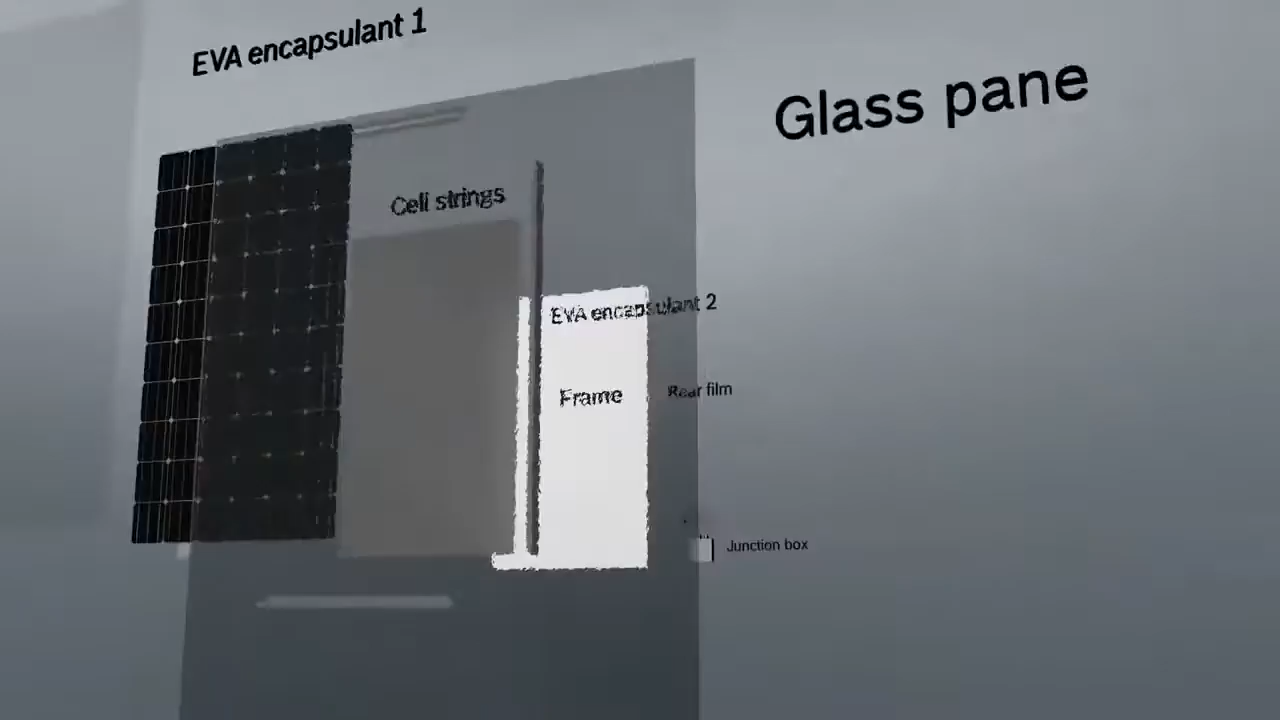 EVA encapsulant 1
Glass pane
Cell strings
EVA encapsulant 2
Frame
Rear film
Junction box